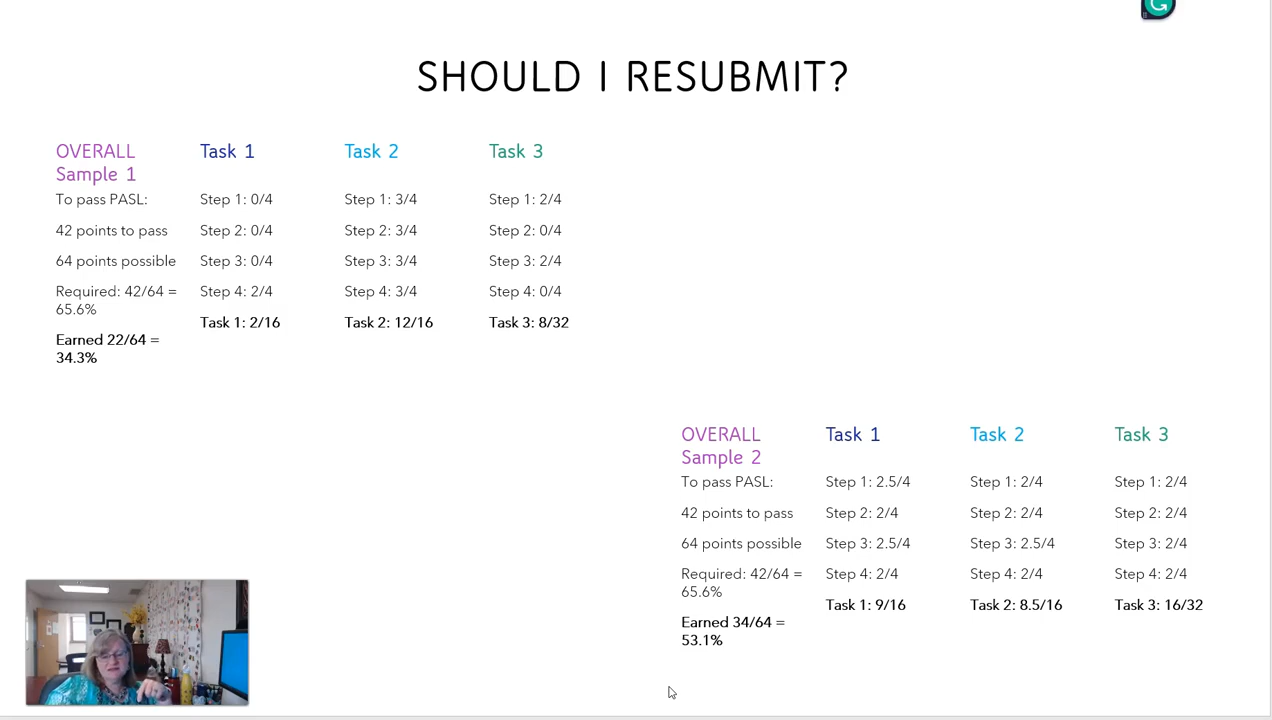 SHOULD I RESUBMIT?
OVERALL
Sample 1
To pass PASL:
42 points to pass
64 points possible
Required: 42/64 =
65.6%
Earned 22/64 =
34.3%
Task 1
Step 1: 0/4
Step 2: 0/4
Step 3: 0/4
Step 4: 2/4
Task 1: 2/16
Task 2
Step 1: 3/4
Step 2: 3/4
Step 3: 3/4
Step 4: 3/4
Task 2: 12/16
Task 3
Step 1: 2/4
Step 2: 0/4
Step 3: 2/4
Step 4: 0/4
Task 3: 8/32
OVERALL
Sample 2
To pass PASL:
42 points to pass
64 points possible
Required: 42/64 =
65.6%
Earned 34/64 =
53.1%
Task 1
Step 1: 2.5/4
Step 2: 2/4
Step 3: 2.5/4
Step 4: 2/4
Task 1: 9/16
Task 2
Step 1: 2/4
Step 2: 2/4
Step 3: 2.5/4
Step 4: 2/4
Task 2: 8.5/16
Task 3
Step 1: 2/4
Step 2: 2/4
Step 3: 2/4
Step 4: 2/4
Task 3: 16/32